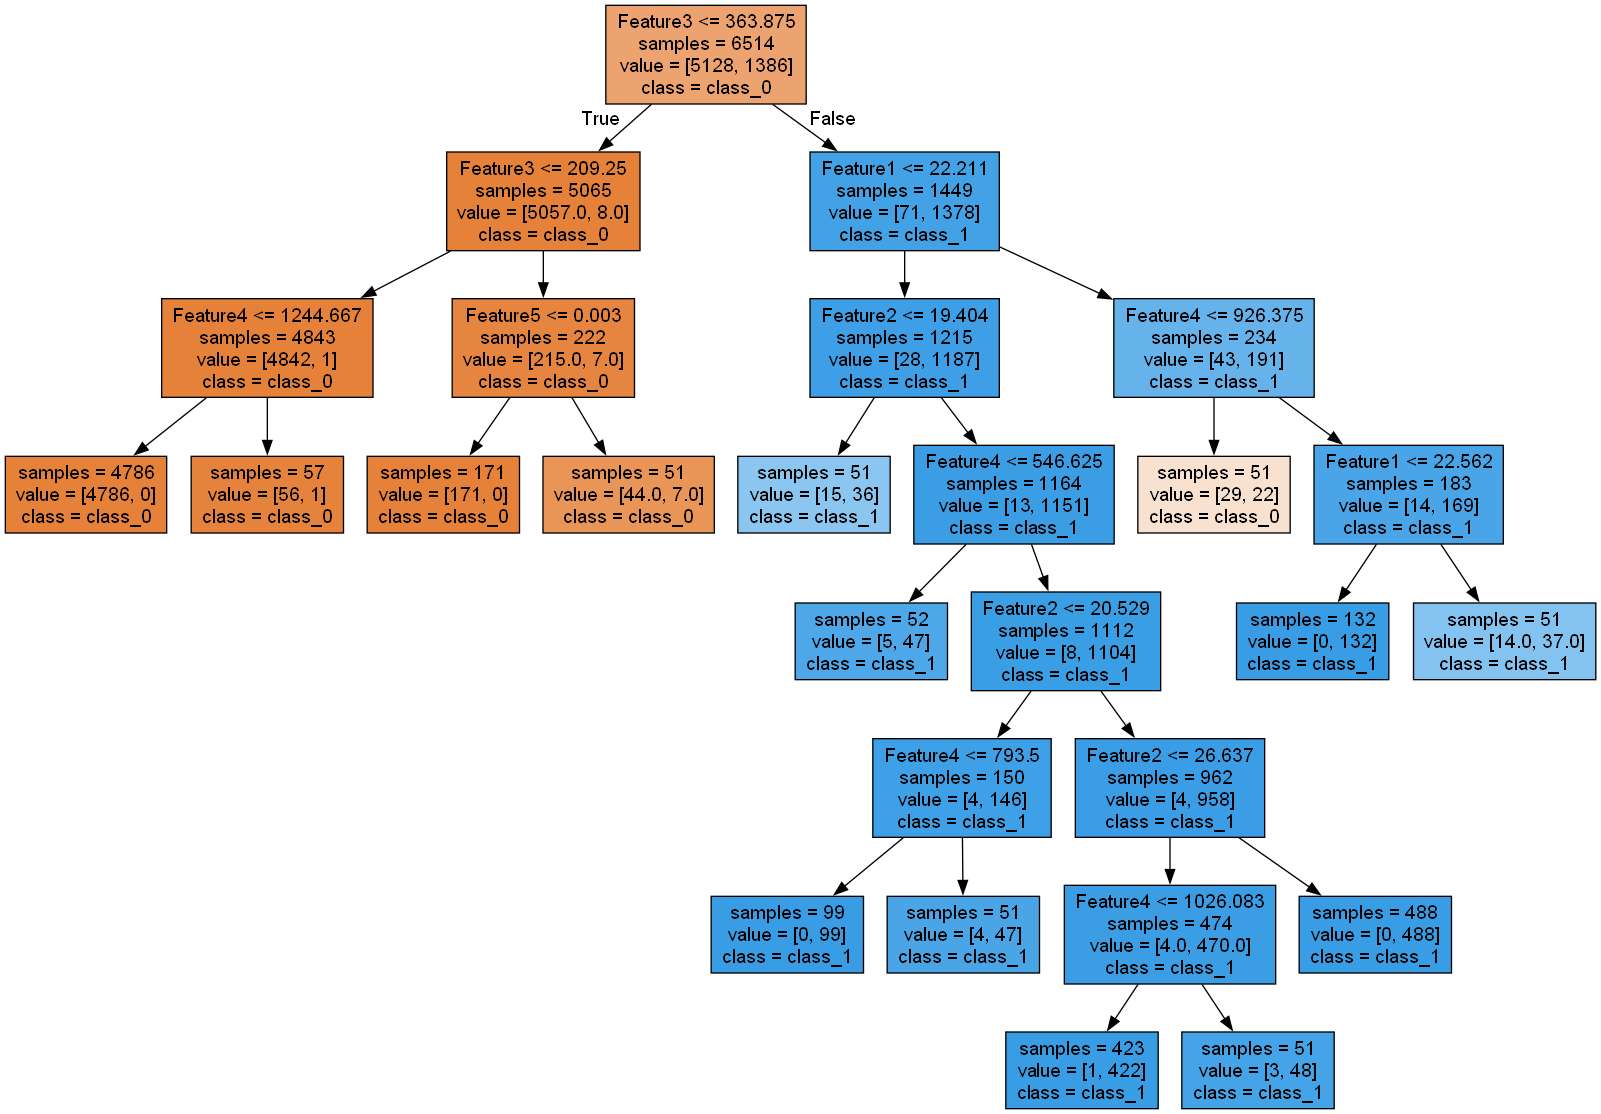 Feature3 <= 363.875
samples = 6514
value = [5128, 1386]
class = class_0
True
False
Feature3 <= 209.25
samples = 5065
value = [5057.0, 8.0]
class = class_0
Feature1 <= 22.211
samples = 1449
value = [71, 1378]
class = class_1
Feature4 <= 1244.667
samples = 4843
value = [4842, 1]
class = class_0
Feature5 <= 0.003
samples = 222
value = [215.0, 7.0]
class = class_0
Feature2 <= 19.404
samples = 1215
value = [28, 1187]
class = class_1
Feature4 <= 926.375
samples = 234
value = [43, 191]
class = class_1
samples = 4786
value = [4786, 0]
class = class_0
samples = 57
value = [56, 1]
class = class_0
samples = 171
value = [171, 0]
class = class_0
samples = 51
value = [44.0, 7.0]
class = class_0
samples = 51
value = [15, 36]
class = class_1
Feature4 <= 546.625
samples = 1164
value = [13, 1151]
class = class_1
samples = 51
value = [29, 22]
class = class_0
Feature1 <= 22.562
samples = 183
value = [14, 169]
class = class_1
samples = 52
value = [5, 47]
class = class_1
Feature2 <= 20.529
samples = 1112
value = [8, 1104]
class = class_1
samples = 132
value = [0, 132]
class = class_1
samples = 51
value = [14.0, 37.0]
class = class_1
Feature4 <= 793.5
samples = 150
value = [4, 146]
class = class_1
Feature2 <= 26.637
samples = 962
value = [4, 958]
class = class_1
samples = 99
value = [0, 99]
class = class_1
samples = 51
value = [4, 47]
class = class_1
Feature4 <= 1026.083
samples = 474
value = [4.0, 470.0]
class = class_1
samples = 488
value = [0, 488]
class = class_1
samples = 423
value = [1, 422]
class = class_1
samples = 51
value = [3, 48]
class = class_1